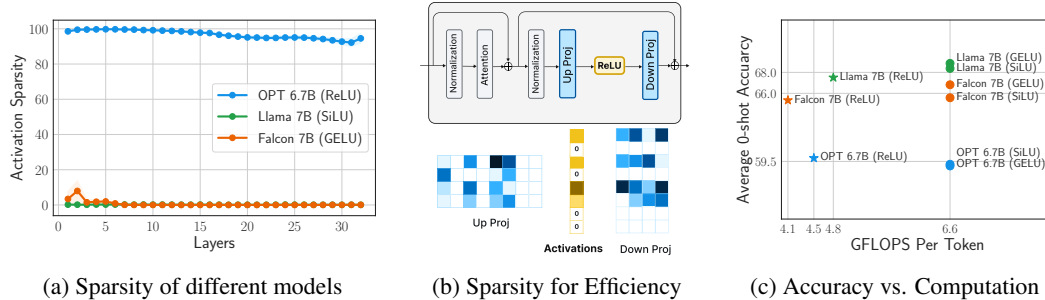 Activation Sparsity
100
80
60
40
20
0
OPT 6.7B (ReLU)
Llama 7B (SiLU)
Falcon 7B (GELU)
0
5
10
15
20
25
30
Layers
(a) Sparsity of different models
Normalization
Attention
Normalization
Up Proj
ReLU
Down Proj
0
0
0
0
Up Proj
Activations
Down Proj
(b) Sparsity for Efficiency
Average 0-shot Accuarcy
68.0
66.0
59.5
Llama 7B (GELU)
Llama 7B (SiLU)
Llama 7B (ReLU)
Falcon 7B (GELU)
Falcon 7B (ReLU)
Falcon 7B (SiLU)
OPT 6.7B (SiLU)
OPT 6.7B (ReLU)
OPT 6.7B (GELU)
4.1
4.5
4.8
6.6
GFLOPS Per Token
(c) Accuracy vs. Computation